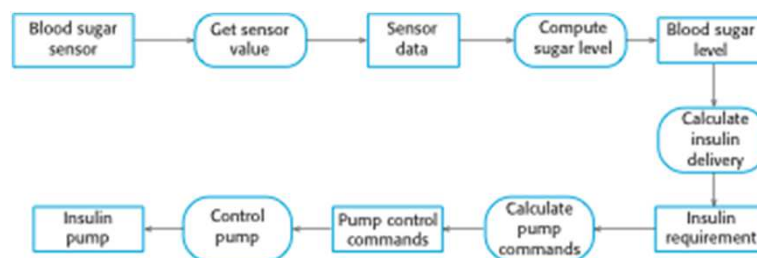 Blood sugar
sensor
Get sensor
value
Sensor
data
Compute
sugar level
Blood sugar
level
Calculate
insulin
delivery
Insulin
pump
Control
pump
Pump control
commands
Calculate
pump
commands
Insulin
requirement